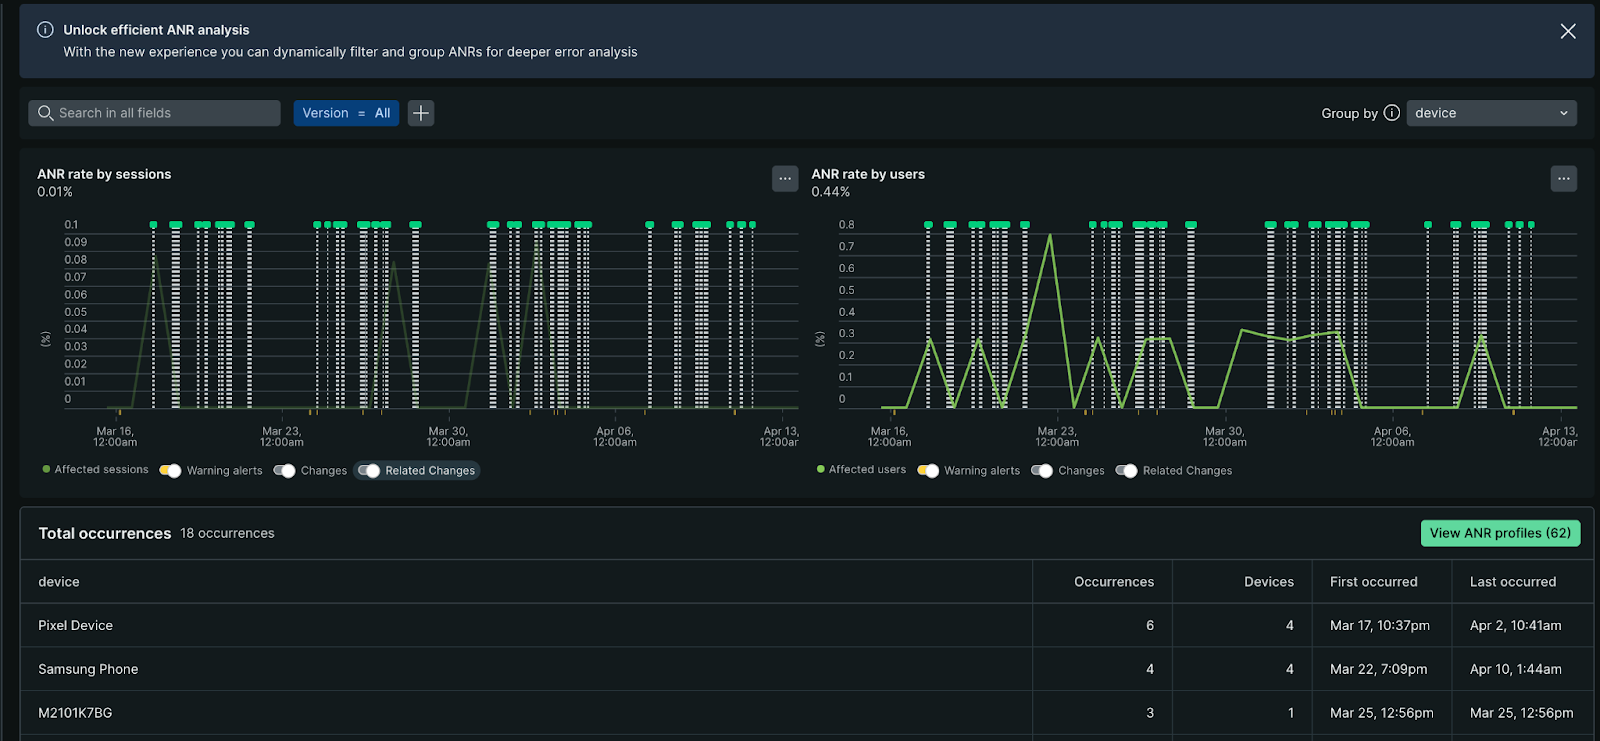 Unlock efficient ANR analysis
With the new experience you can dynamically filter and group ANRs for deeper error analysis
Search in all fields
Version = All
Group by
device
ANR rate by sessions
0.01%
0.1
0.09
0.08
0.07
0.06
0.05
0.04
0.03
0.02
0.01
0
(%)
Mar 16, 12:00am
Mar 23, 12:00am
Mar 30, 12:00am
Apr 06, 12:00am
Apr 13, 12:00ar
Affected sessions
Warning alerts
Changes
Related Changes
ANR rate by users
0.44%
0.8
0.7
0.6
0.5
0.4
0.3
0.2
0.1
0
(%)
Mar 16, 12:00am
Mar 23, 12:00am
Mar 30, 12:00am
Apr 06, 12:00am
Apr 13, 12:00ar
Affected users
Warning alerts
Changes
Related Changes
Total occurrences 18 occurrences
View ANR profiles (62)
device Occurrences Devices First occurred Last occurred
Pixel Device 6 4 Mar 17, 10:37pm Apr 2, 10:41am
Samsung Phone 4 4 Mar 22, 7:09pm Apr 10, 1:44am
M2101K7BG 3 1 Mar 25, 12:56pm Mar 25, 12:56pm